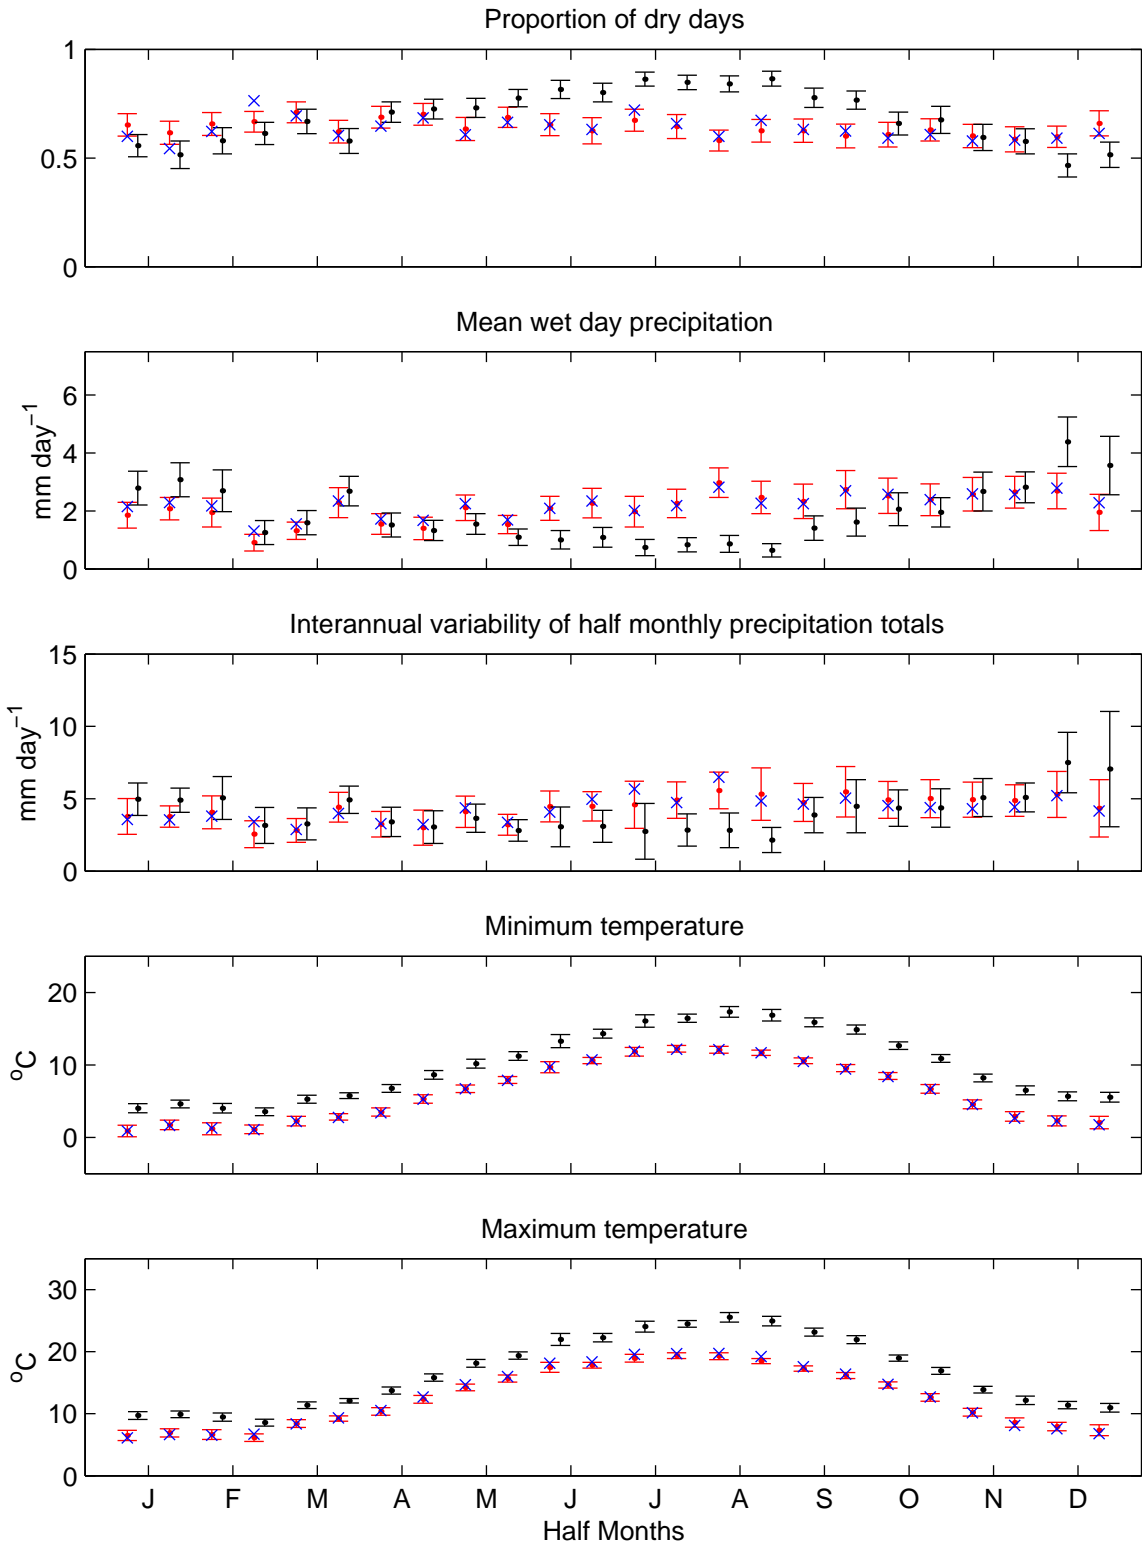 Proportion of dry days
1
0.5
0
Mean wet day precipitation
6
4
2
0
mm day⁻¹
Interannual variability of half monthly precipitation totals
15
10
5
0
mm day⁻¹
Minimum temperature
20
10
0
ºC
Maximum temperature
30
20
10
0
ºC
J F M A M J J A S O N D
Half Months